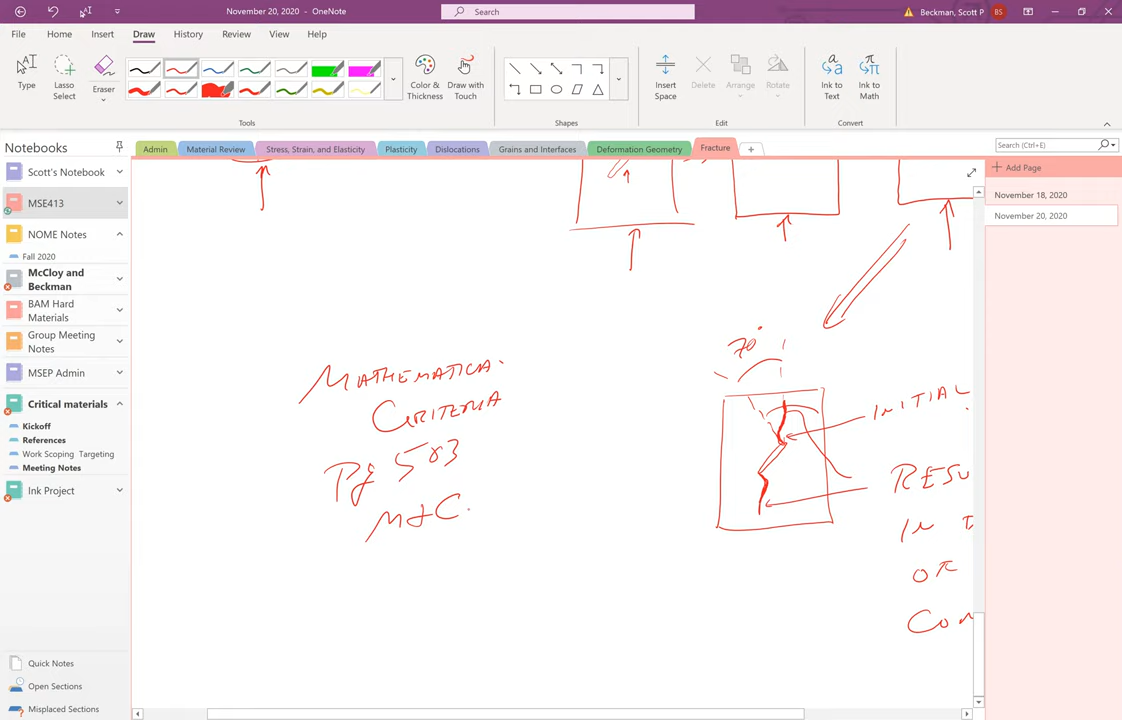 November 20, 2020 - OneNote
Search
Beckman, Scott P
BS
File Home Insert Draw History Review View Help
Type
Lasso Select
Eraser
Color & Thickness
Draw with Touch
Insert Space
Delete
Arrange
Rotate
Ink to Text
Ink to Math
Tools
Shapes
Edit
Convert
Notebooks
Admin Material Review Stress, Strain, and Elasticity Plasticity Dislocations Grains and Interfaces Deformation Geometry Fracture
Search (Ctrl+E)
Scott's Notebook
MSE413
NOME Notes
Fall 2020
McCloy and
Beckman
BAM Hard
Materials
Group Meeting
Notes
MSEP Admin
Critical materials
Kickoff
References
Work Scoping Targeting
Meeting Notes
Ink Project
Quick Notes
Open Sections
Misplaced Sections
Add Page
November 18, 2020
November 20, 2020
70°
MATHEMATICA
CRITERIA
Pg 503
M+C
INITIAL
RESU
IN
OR
CON